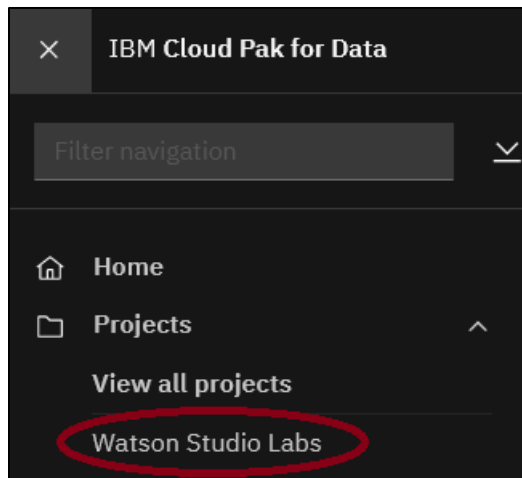 IBM Cloud Pak for Data
Filter navigation
Home
Projects
View all projects
Watson Studio Labs